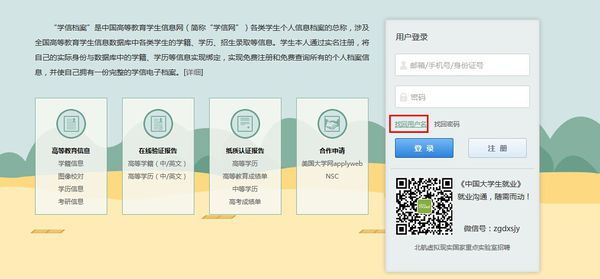 “学信档案”是中国高等教育学生信息网（简称“学信网”）各类学生个人信息档案的总称，涉及
全国高等教育学生信息数据库中各类学生的学籍、学历、招生录取等信息。学生本人通过实名注册，将
自己的实际身份与数据库中的学籍、学历等信息实现绑定，实现免费注册和免费查询所有的个人档案信
息，并使自己拥有一份完整的学信电子档案。[详细]
高等教育信息
学籍信息
图像校对
学历信息
考研信息
在线验证报告
高等学籍（中/英文）
高等学历（中/英文）
纸质认证报告
高等学历
高等教育成绩单
中等学历
高考成绩单
合作申请
美国大学网applyweb
NSC
用户登录
邮箱/手机号/身份证号
密码
找回用户名 找回密码
登 录 注 册
《中国大学生就业》
就业沟通，随需而动！
微信号：zgdxsjy
北航虚拟现实国家重点实验室招聘